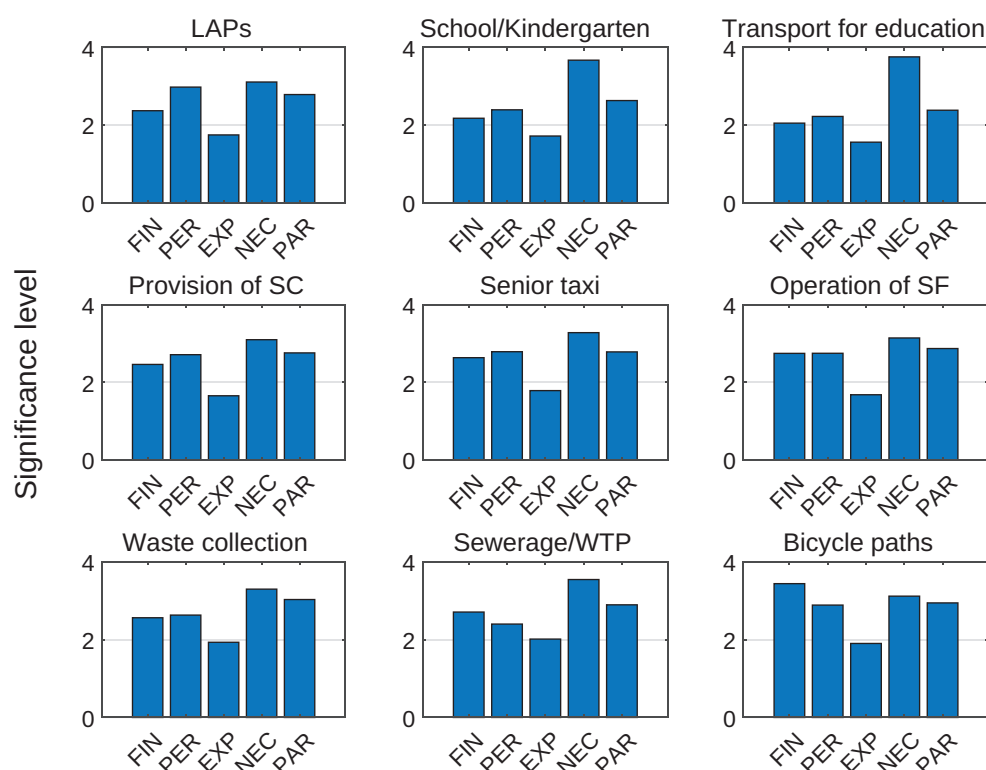 LAPs
School/Kindergarten
Transport for education
4
2
0
FIN PER EXP NEC PAR
4
2
0
FIN PER EXP NEC PAR
4
2
0
FIN PER EXP NEC PAR
Significance level
Provision of SC
Senior taxi
Operation of SF
4
2
0
FIN PER EXP NEC PAR
4
2
0
FIN PER EXP NEC PAR
4
2
0
FIN PER EXP NEC PAR
Waste collection
Sewerage/WTP
Bicycle paths
4
2
0
FIN PER EXP NEC PAR
4
2
0
FIN PER EXP NEC PAR
4
2
0
FIN PER EXP NEC PAR